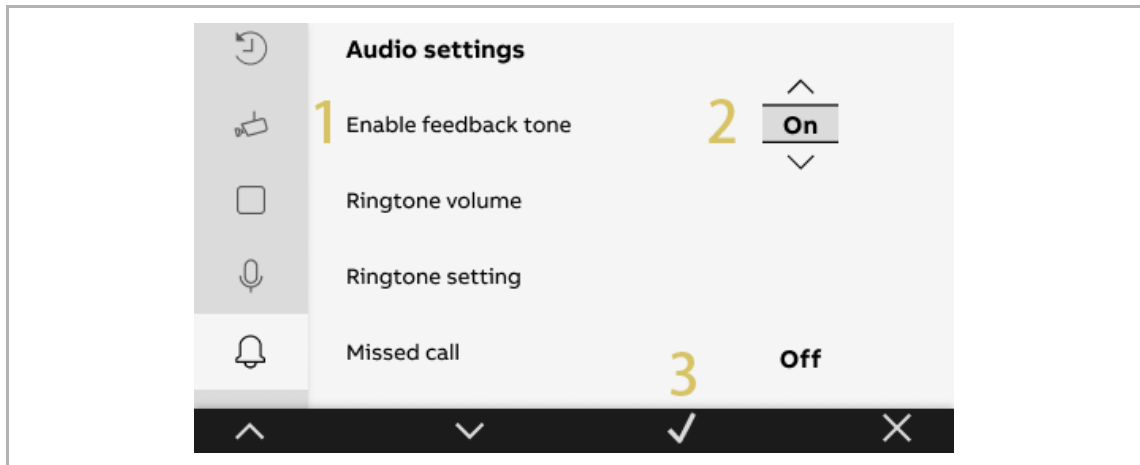 Audio settings
1 Enable feedback tone 2 On
Ringtone volume
Ringtone setting
Missed call 3 Off